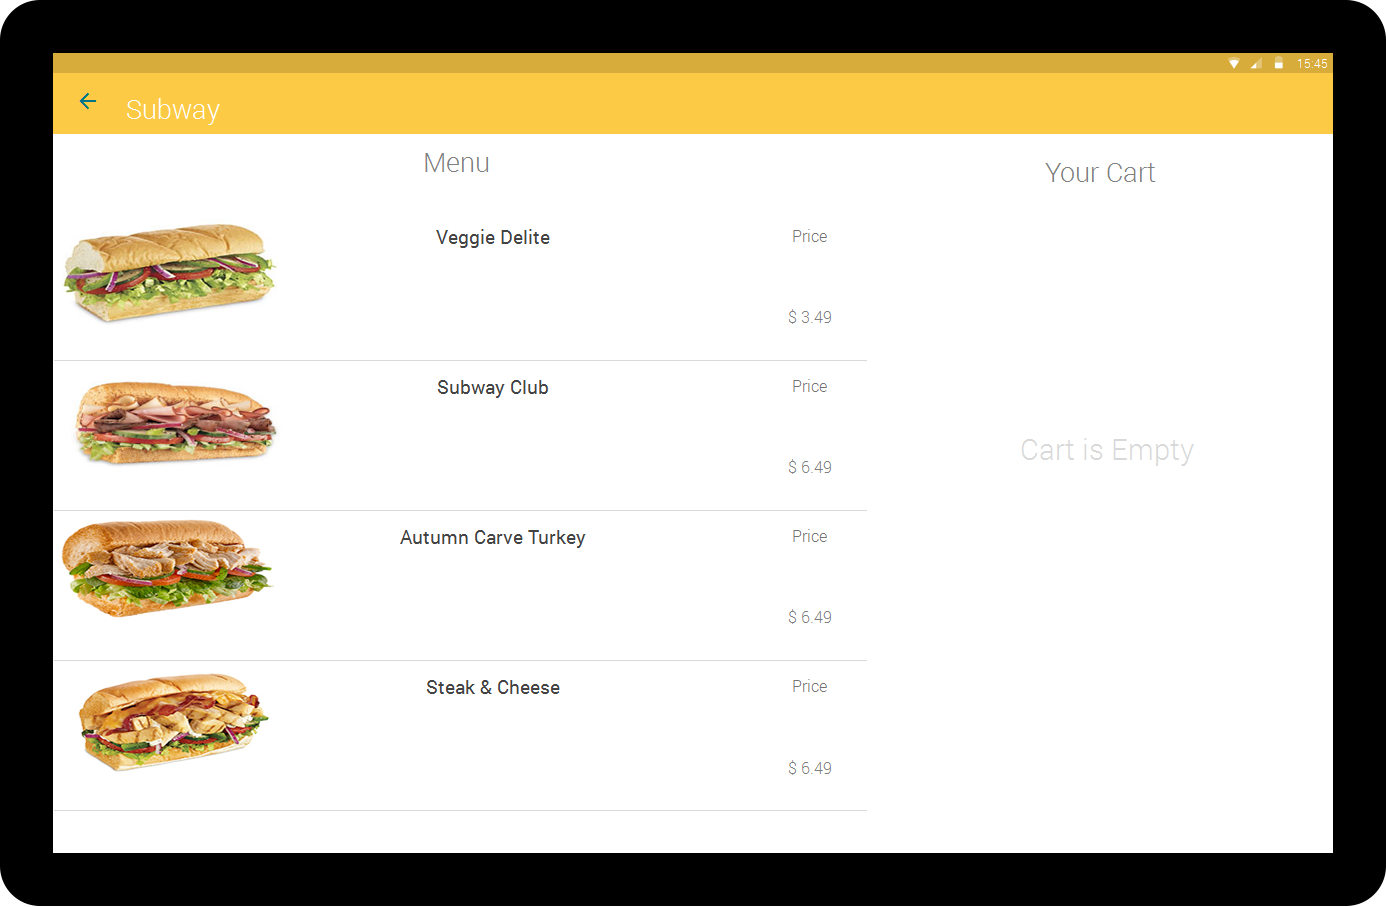 15:45
Subway
Menu
Your Cart
Veggie Delite
Price
$ 3.49
Subway Club
Price
$ 6.49
Cart is Empty
Autumn Carve Turkey
Price
$ 6.49
Steak & Cheese
Price
$ 6.49